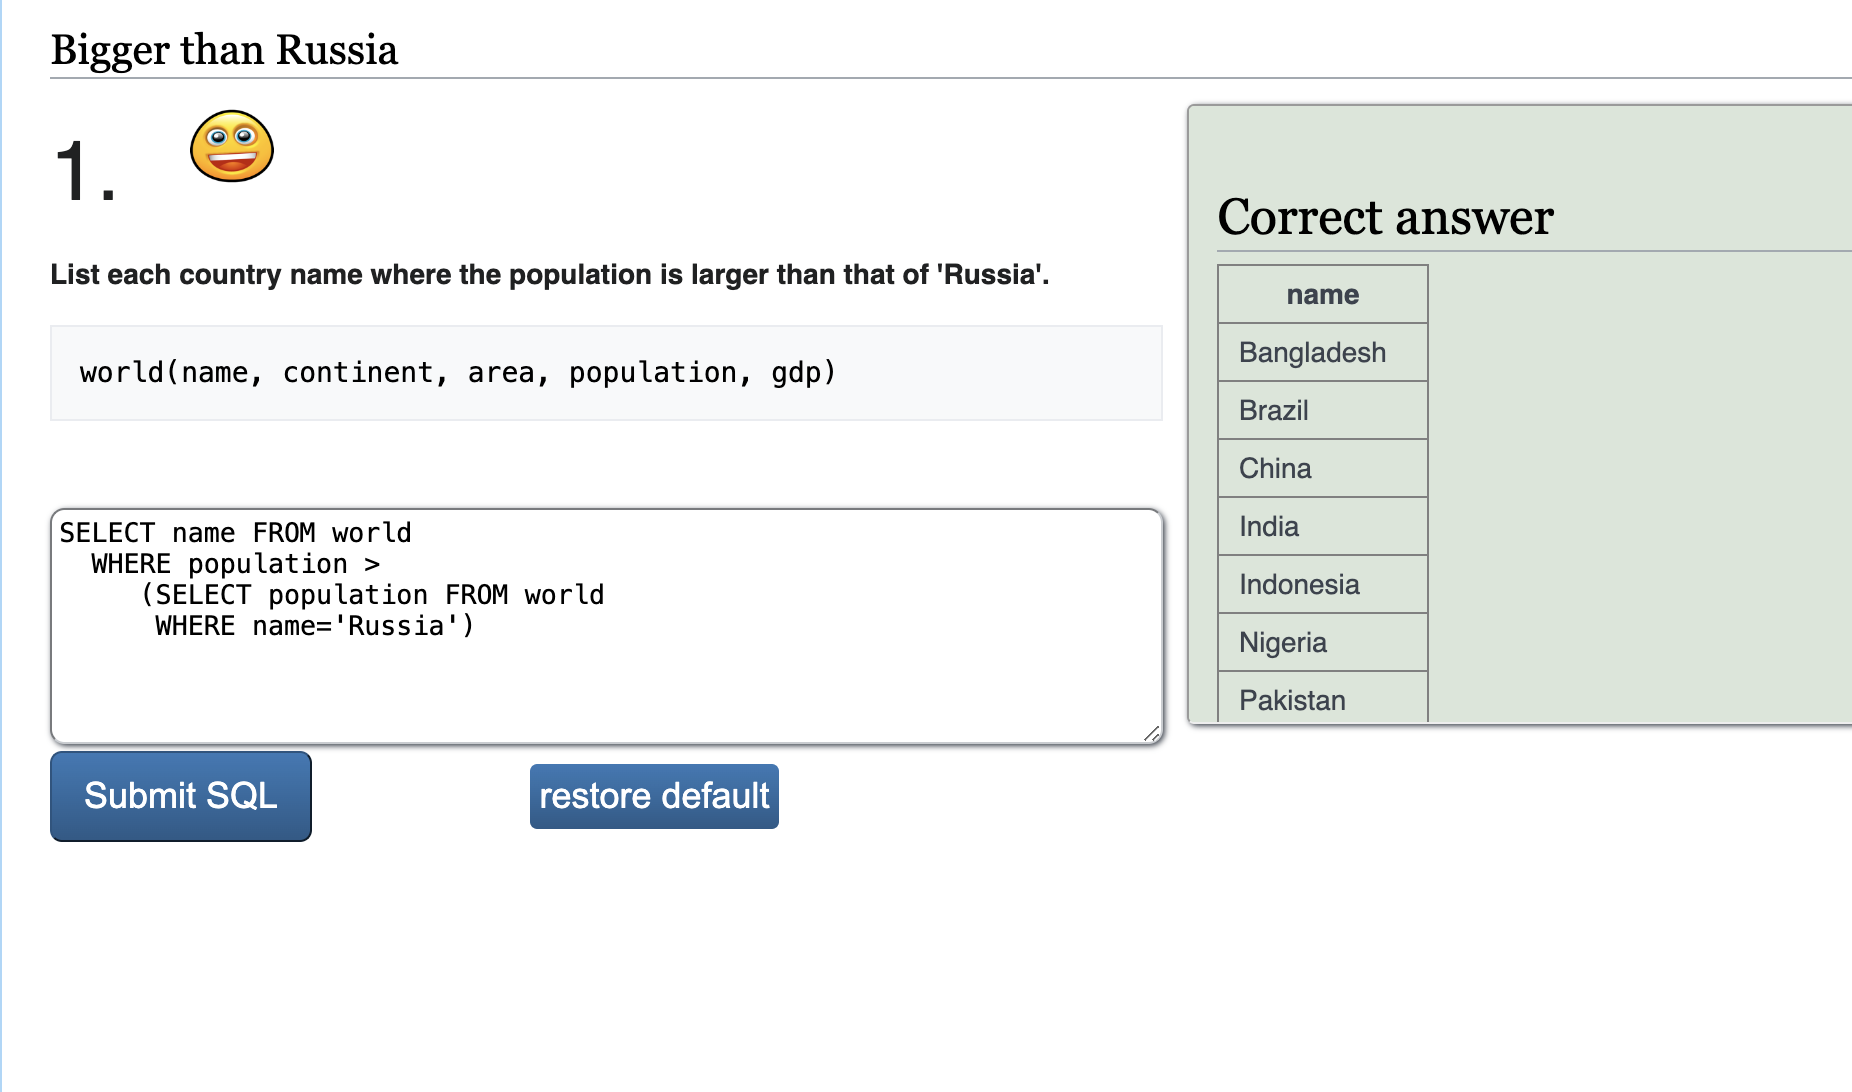 Bigger than Russia
1.
List each country name where the population is larger than that of 'Russia'.
world(name, continent, area, population, gdp)
SELECT name FROM world
  WHERE population >
     (SELECT population FROM world
      WHERE name='Russia')
Submit SQL
restore default
Correct answer
name
Bangladesh
Brazil
China
India
Indonesia
Nigeria
Pakistan